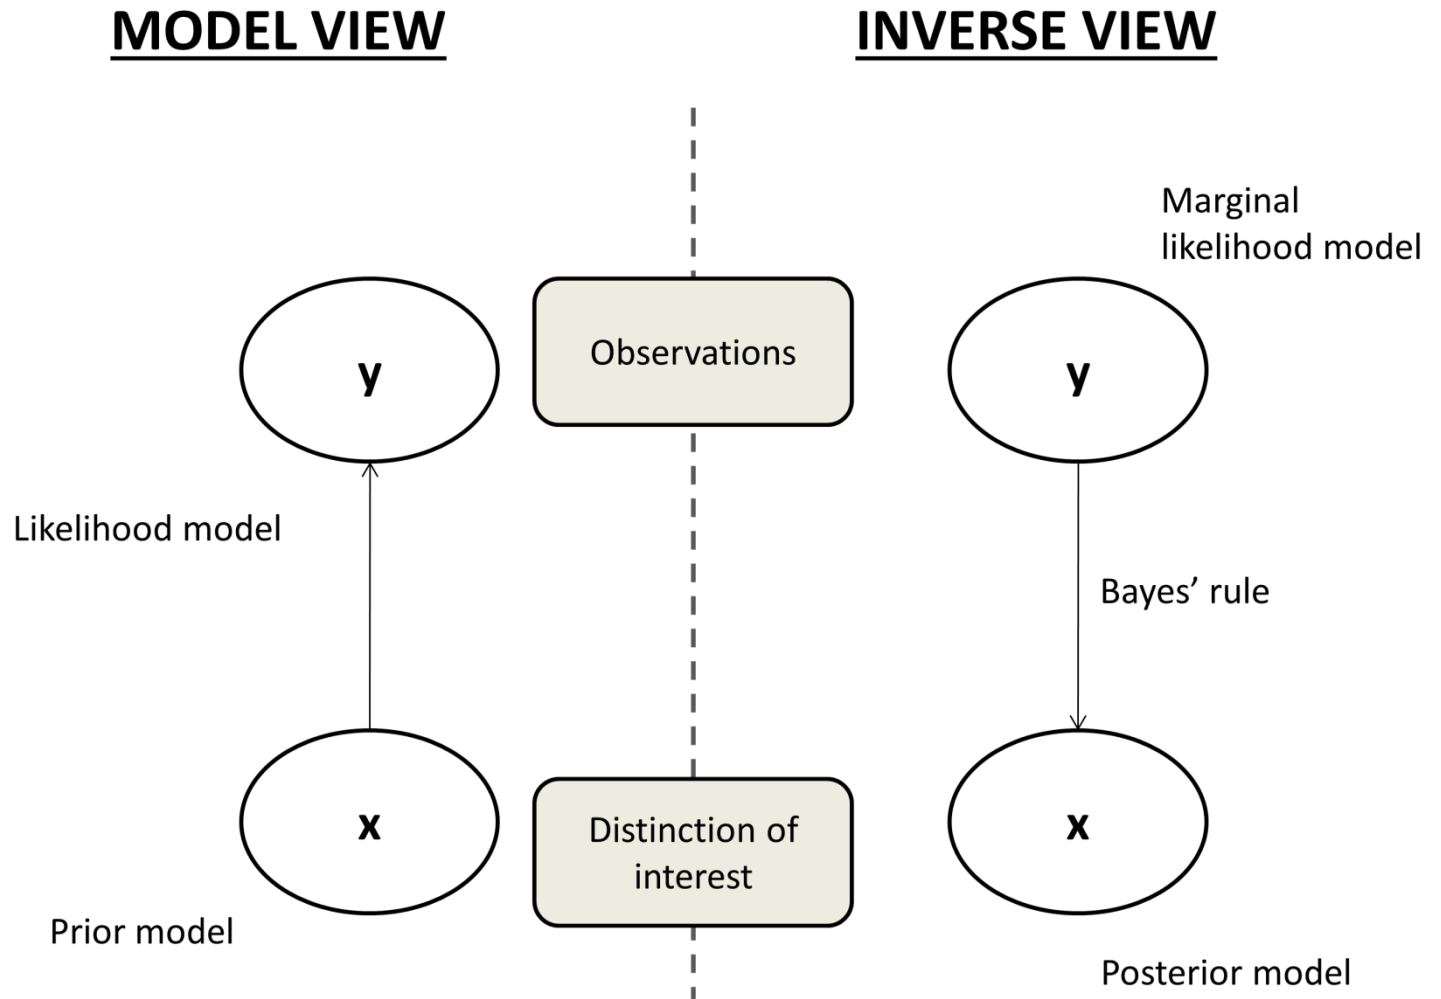 MODEL VIEW
INVERSE VIEW
Marginal
likelihood model
y
Observations
y
Likelihood model
Bayes’ rule
x
Distinction of
interest
x
Prior model
Posterior model